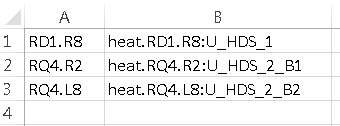 A B
1 RD1.R8 heat.RD1.R8:U_HDS_1
2 RQ4.R2 heat.RQ4.R2:U_HDS_2_B1
3 RQ4.L8 heat.RQ4.L8:U_HDS_2_B2
4